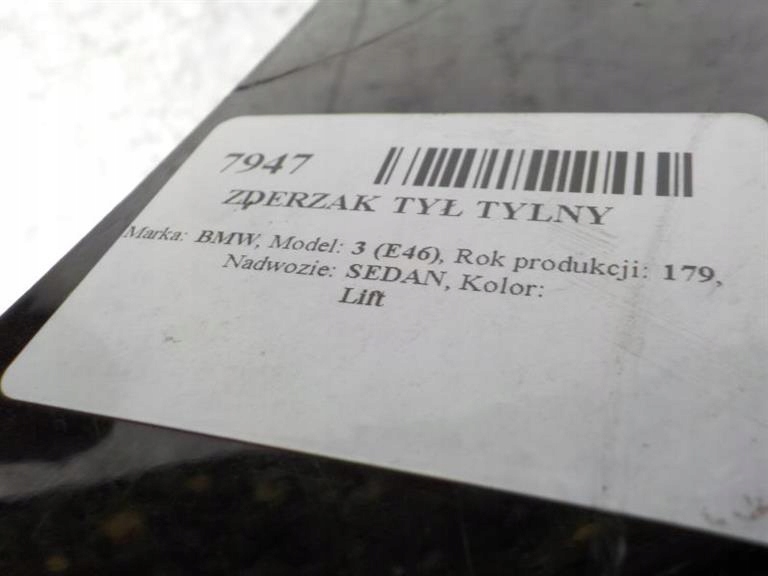 7947
ZDERZAK TYŁ TYLNY
Marka: BMW, Model: 3 (E46), Rok produkcji: 179,
Nadwozie: SEDAN, Kolor:
Lift